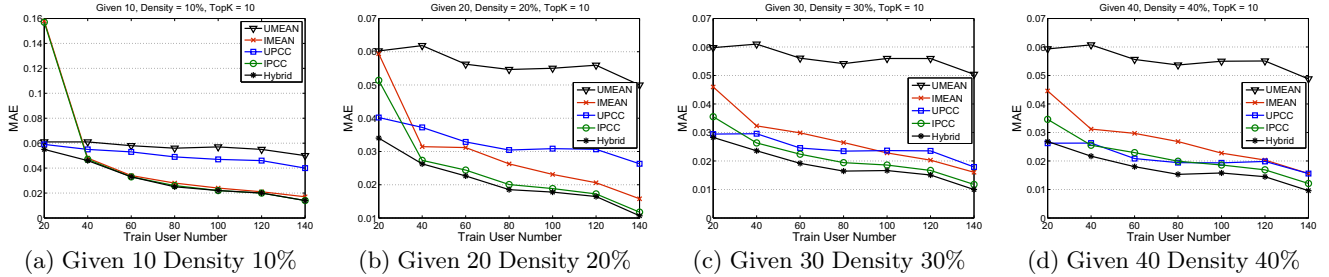 Given 10, Density = 10%, TopK = 10
0.16
0.14
0.12
0.10
0.08
0.06
0.04
0.02
0
MAE
20 40 60 80 100 120 140
Train User Number
UMEAN
IMEAN
UPCC
IPCC
Hybrid
(a) Given 10 Density 10%
Given 20, Density = 20%, TopK = 10
0.07
0.06
0.05
0.04
0.03
0.02
0.01
MAE
20 40 60 80 100 120 140
Train User Number
UMEAN
IMEAN
UPCC
IPCC
Hybrid
(b) Given 20 Density 20%
Given 30, Density = 30%, TopK = 10
0.07
0.06
0.05
0.04
0.03
0.02
0.01
0
MAE
20 40 60 80 100 120 140
Train User Number
UMEAN
IMEAN
UPCC
IPCC
Hybrid
(c) Given 30 Density 30%
Given 40, Density = 40%, TopK = 10
0.07
0.06
0.05
0.04
0.03
0.02
0.01
0
MAE
20 40 60 80 100 120 140
Train User Number
UMEAN
IMEAN
UPCC
IPCC
Hybrid
(d) Given 40 Density 40%